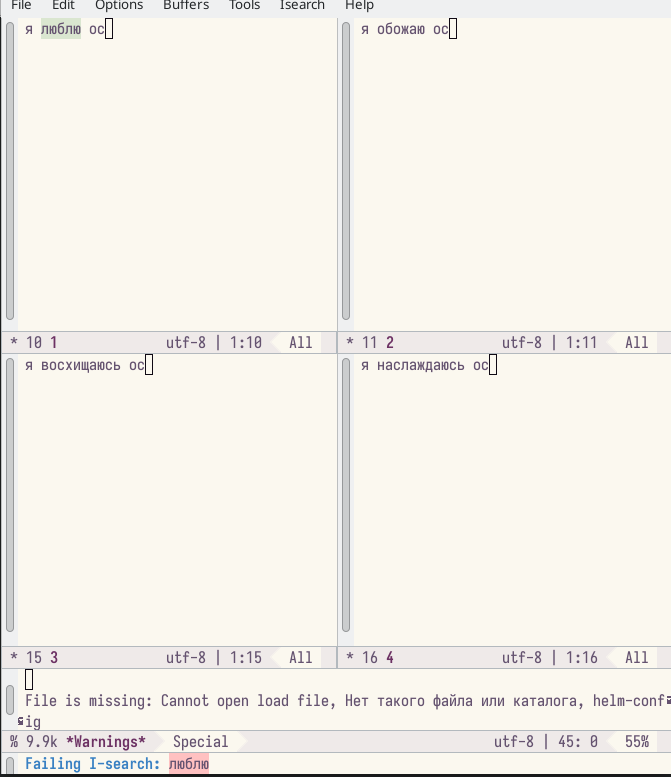 File Edit Options Buffers Tools Isearch Help
я люблю ос
я обожаю ос
* 10 1 utf-8 | 1:10 All
* 11 2 utf-8 | 1:11 All
я восхищаюсь ос
я наслаждаюсь ос
* 15 3 utf-8 | 1:15 All
* 16 4 utf-8 | 1:16 All
File is missing: Cannot open load file, Нет такого файла или каталога, helm-conf
ig
% 9.9k *Warnings* Special utf-8 | 45: 0 55%
Failing I-search: люблю